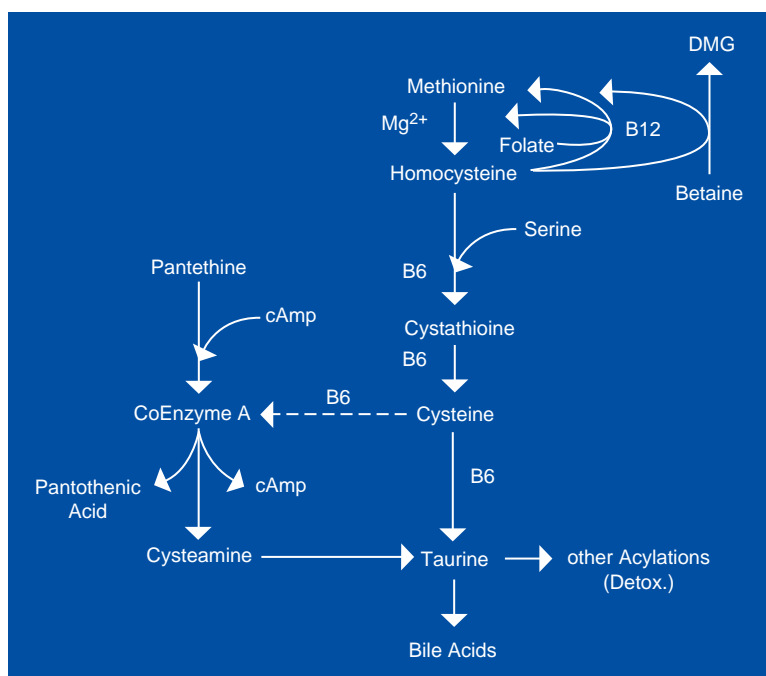 DMG
Methionine
Mg2+
B12
Folate
Homocysteine
Betaine
Serine
Pantethine
B6
cAmp
Cystathioine
B6
B6
CoEnzyme A
Cysteine
B6
Pantothenic
Acid
cAmp
Cysteamine
Taurine
other Acylations
(Detox.)
Bile Acids